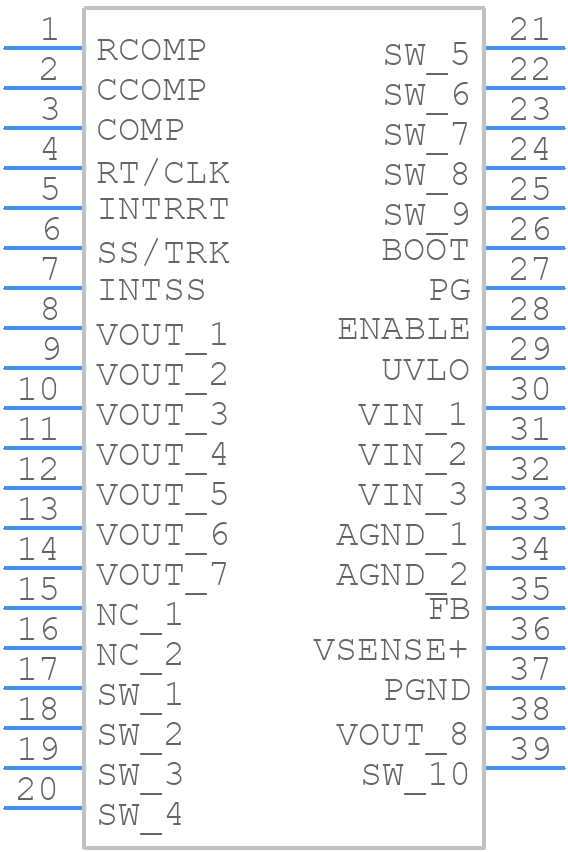 1 RCOMP SW_5 21
2 CCOMP SW_6 22
3 COMP SW_7 23
4 RT/CLK SW_8 24
5 INTRRT SW_9 25
6 SS/TRK BOOT 26
7 INTSS PG 27
8 VOUT_1 ENABLE 28
9 VOUT_2 UVLO 29
10 VOUT_3 VIN_1 30
11 VOUT_4 VIN_2 31
12 VOUT_5 VIN_3 32
13 VOUT_6 AGND_1 33
14 VOUT_7 AGND_2 34
15 NC_1 FB 35
16 NC_2 VSENSE+ 36
17 SW_1 PGND 37
18 SW_2 VOUT_8 38
19 SW_3 SW_10 39
20 SW_4